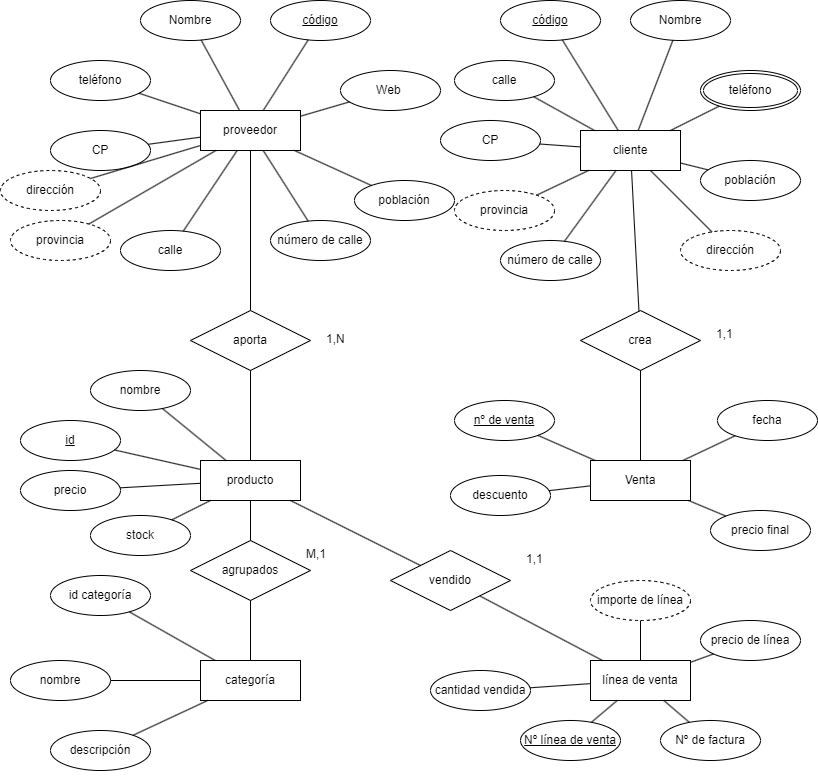 Nombre
código
código
Nombre
teléfono
Web
calle
teléfono
proveedor
CP
cliente
CP
dirección
población
población
provincia
provincia
calle
número de calle
número de calle
dirección
aporta
1,N
crea
1,1
nombre
id
nº de venta
fecha
precio
producto
Venta
descuento
stock
precio final
M,1
1,1
agrupados
vendido
id categoría
importe de línea
precio de línea
nombre
categoría
línea de venta
cantidad vendida
descripción
Nº línea de venta
Nº de factura